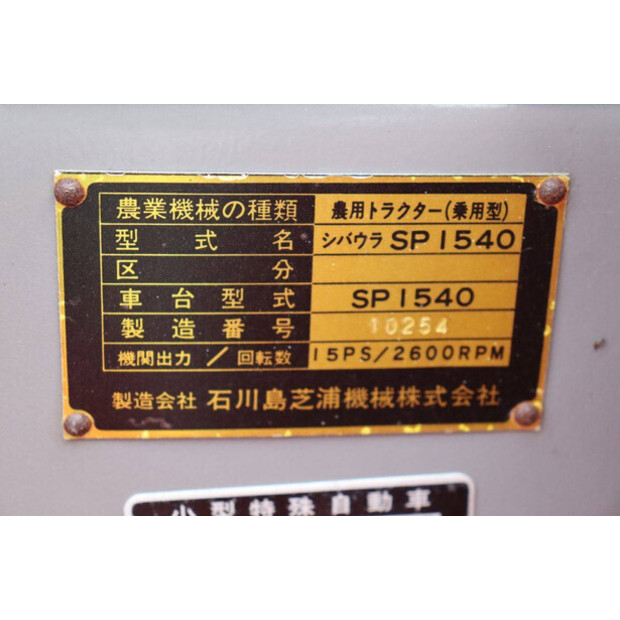 農業機械の種類 農用トラクター(乗用型)
型式名 シバウラ SP1540
区分
車台型式 SP1540
製造番号 10254
機関出力/回転数 15PS/2600RPM
製造会社 石川島芝浦機械株式会社
小型特殊自動車